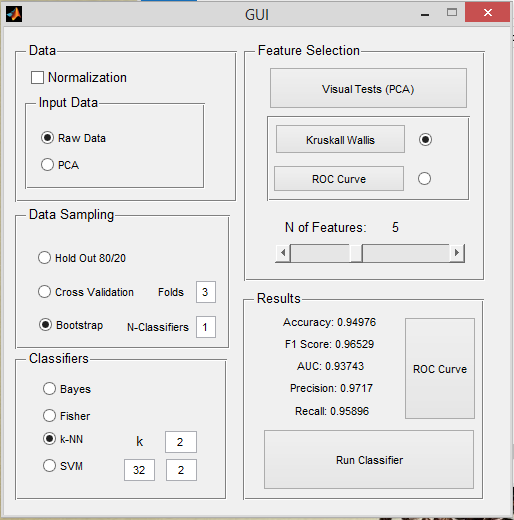 GUI
Data
Normalization
Input Data
Raw Data
PCA
Data Sampling
Hold Out 80/20
Cross Validation Folds 3
Bootstrap N-Classifiers 1
Classifiers
Bayes
Fisher
k-NN k 2
SVM 32 2
Feature Selection
Visual Tests (PCA)
Kruskall Wallis
ROC Curve
N of Features: 5
Results
Accuracy: 0.94976
F1 Score: 0.96529
AUC: 0.93743
Precision: 0.9717
Recall: 0.95896
ROC Curve
Run Classifier